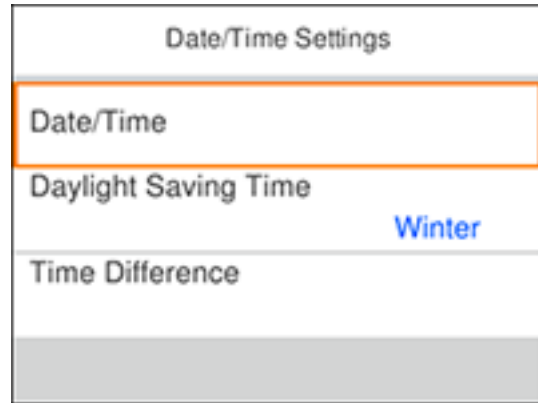 Date/Time Settings
Date/Time
Daylight Saving Time
Winter
Time Difference